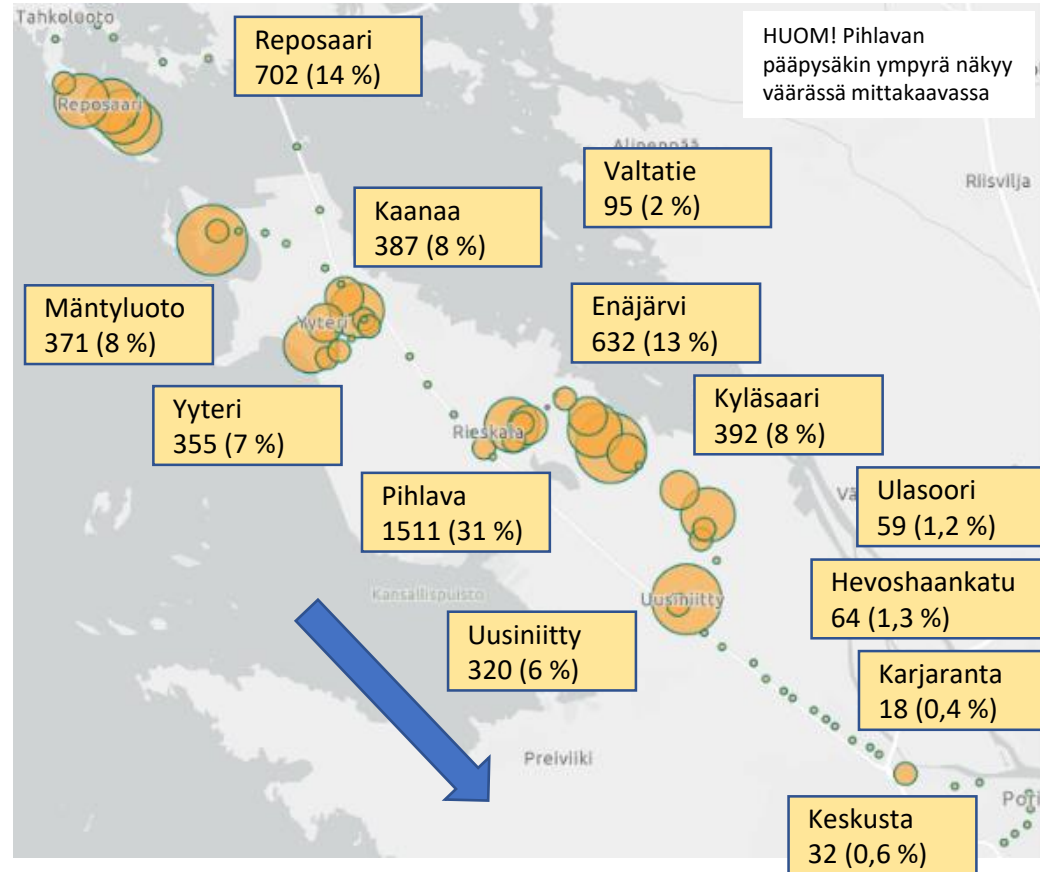 Tahkoluoto
Reposaari
702 (14 %)
HUOM! Pihlavan
pääpysäkin ympyrä näkyy
väärässä mittakaavassa
Reposaari
Valtatie
95 (2 %)
Riisvilja
Kaanaa
387 (8 %)
Mäntyluoto
371 (8 %)
Yyteri
Enäjärvi
632 (13 %)
Yyteri
355 (7 %)
Kyläsaari
392 (8 %)
Rieskala
Pihlava
1511 (31 %)
Ulasoori
59 (1,2 %)
Hevoshaankatu
64 (1,3 %)
Kansallispuisto
Uusiniitty
Uusiniitty
320 (6 %)
Karjaranta
18 (0,4 %)
Preiviiki
Pori
Keskusta
32 (0,6 %)